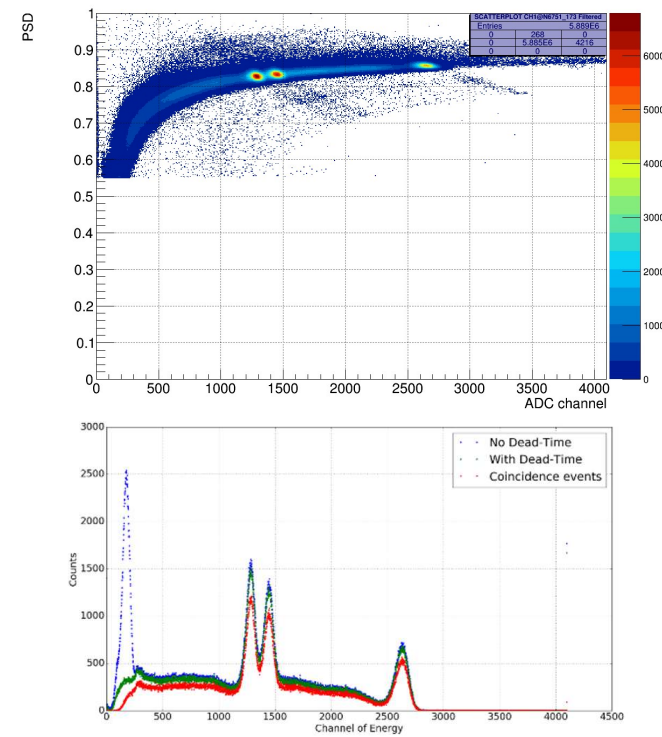 PSD
SCATTERPLOT CH1@N6751_173 Filtered
Entries 5.889E6
0 268 0
0 5.885E6 4216
0 0 0
1
0.9
0.8
0.7
0.6
0.5
0.4
0.3
0.2
0.1
0
0 500 1000 1500 2000 2500 3000 3500 4000
ADC channel
6000
5000
4000
3000
2000
1000
0
3000
2500
2000
1500
1000
500
0
Counts
No Dead-Time
With Dead-Time
Coincidence events
0 500 1000 1500 2000 2500 3000 3500 4000 4500
Channel of Energy